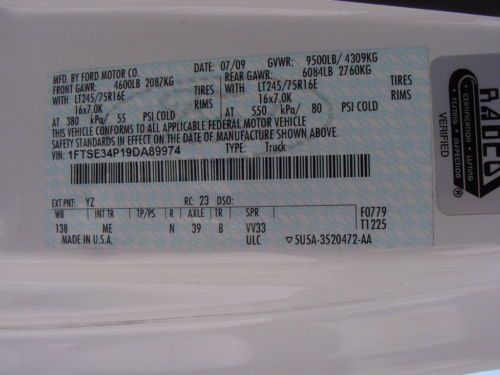 MFD. BY FORD MOTOR CO. DATE: 07/09 GVWR: 9500LB/ 4309KG
FRONT GAWR: 4600LB 2087KG REAR GAWR: 6084LB 2760KG
WITH LT245/75R16E TIRES WITH LT245/75R16E TIRES
16x7.0K RIMS 16x7.0K RIMS
AT 380 kPa/ 55 PSI COLD AT 550 kPa/ 80 PSI COLD
THIS VEHICLE CONFORMS TO ALL APPLICABLE FEDERAL MOTOR VEHICLE
SAFETY STANDARDS IN EFFECT ON THE DATE OF MANUFACTURE SHOWN ABOVE.
VIN: 1FTSE34P19DA89974 TYPE: Truck
EXT PNT: YZ RC: 23 DSO:
WB INT TR TP/PS R AXLE TR SPR F0779
138 ME N 39 B VV33 T1225
MADE IN U.S.A. ULC 5U5A-3520472-AA
RADCO
TESTING
INSPECTION
LISTING
VERIFIED